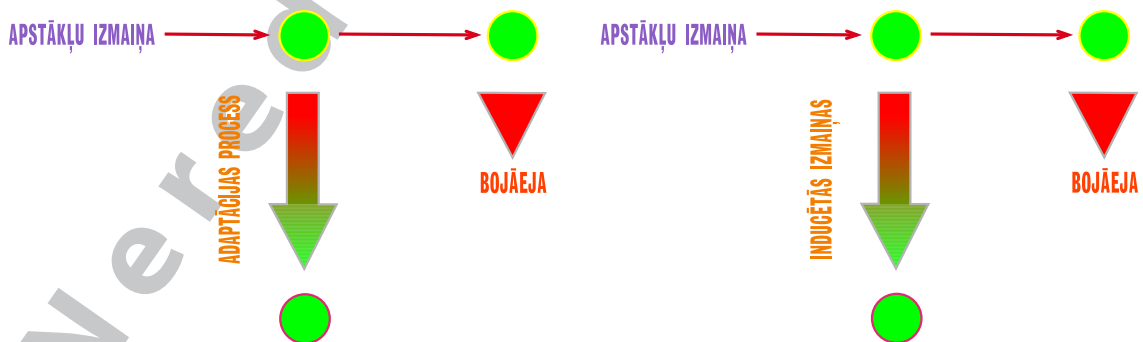 APSTĀKĻU IZMAIŅA
ADAPTĀCIJAS PROCESS
BOJĀEJA
APSTĀKĻU IZMAIŅA
INDUCĒTĀS IZMAIŅAS
BOJĀEJA